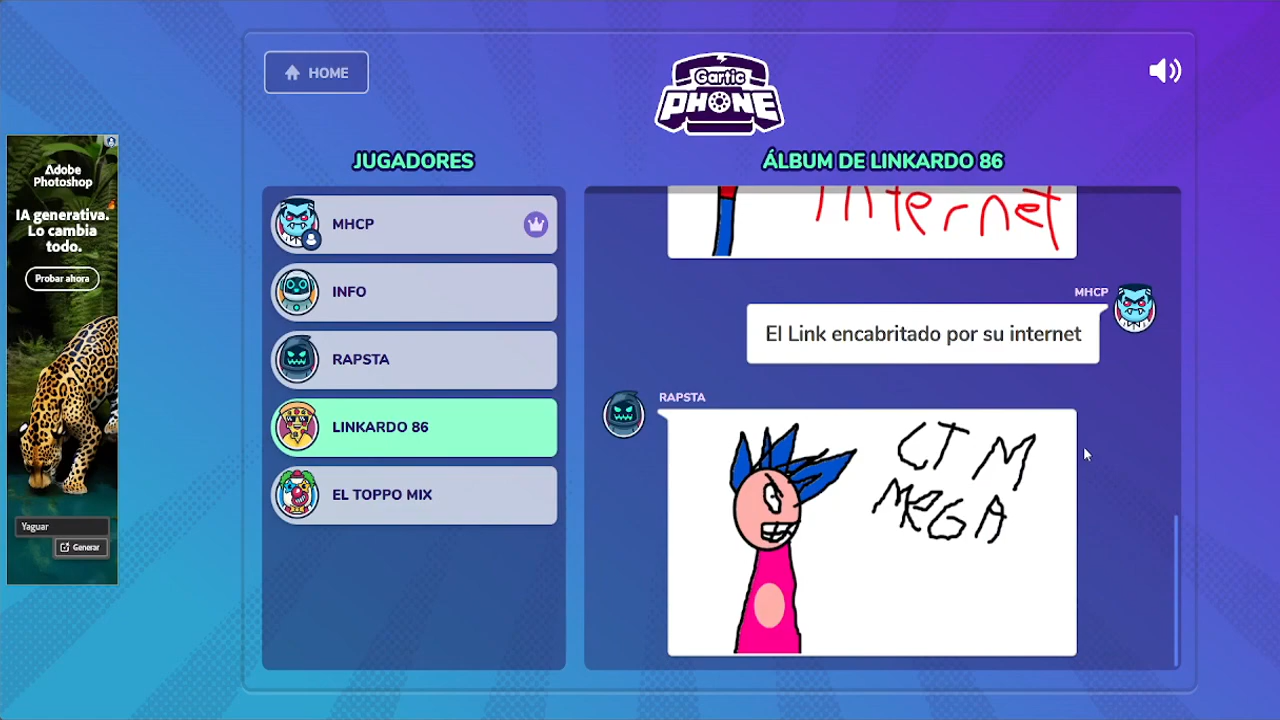 HOME
Gartic
PHONE
Adobe
Photoshop
IA generativa.
Lo cambia
todo.
Probar ahora
Yaguar
Generar
JUGADORES
MHCP
INFO
RAPSTA
LINKARDO 86
EL TOPPO MIX
ÁLBUM DE LINKARDO 86
Internet
MHCP
El Link encabritado por su internet
RAPSTA
CTM
MEGA